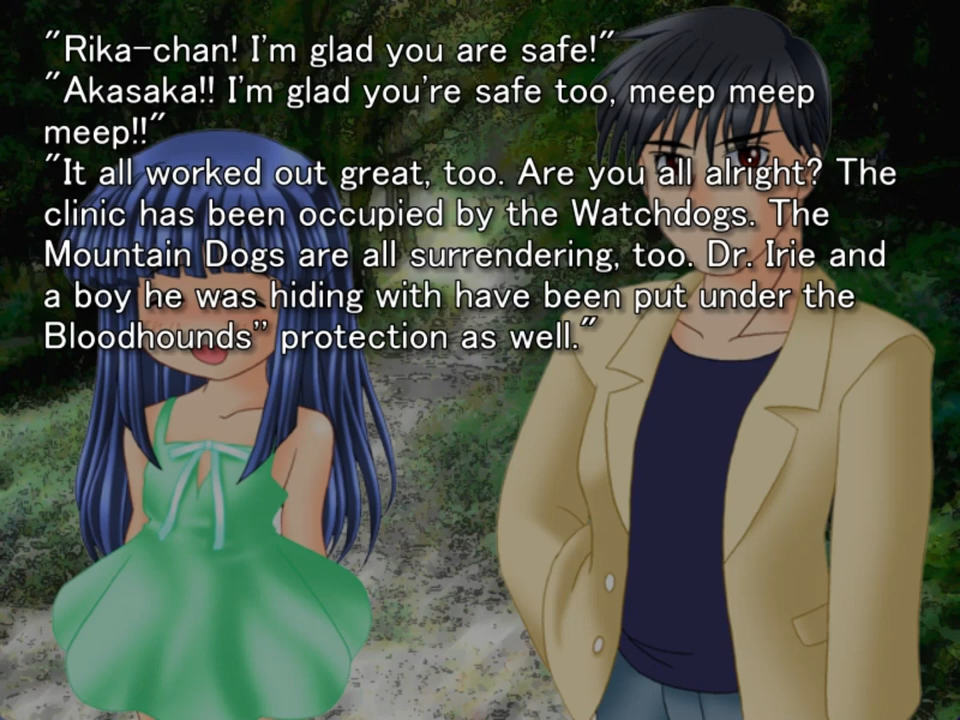 "Rika-chan! I'm glad you are safe!"
"Akasaka!! I'm glad you're safe too, meep meep
meep!!"
"It all worked out great, too. Are you all alright? The
clinic has been occupied by the Watchdogs. The
Mountain Dogs are all surrendering, too. Dr. Irie and
a boy he was hiding with have been put under the
Bloodhounds” protection as well."